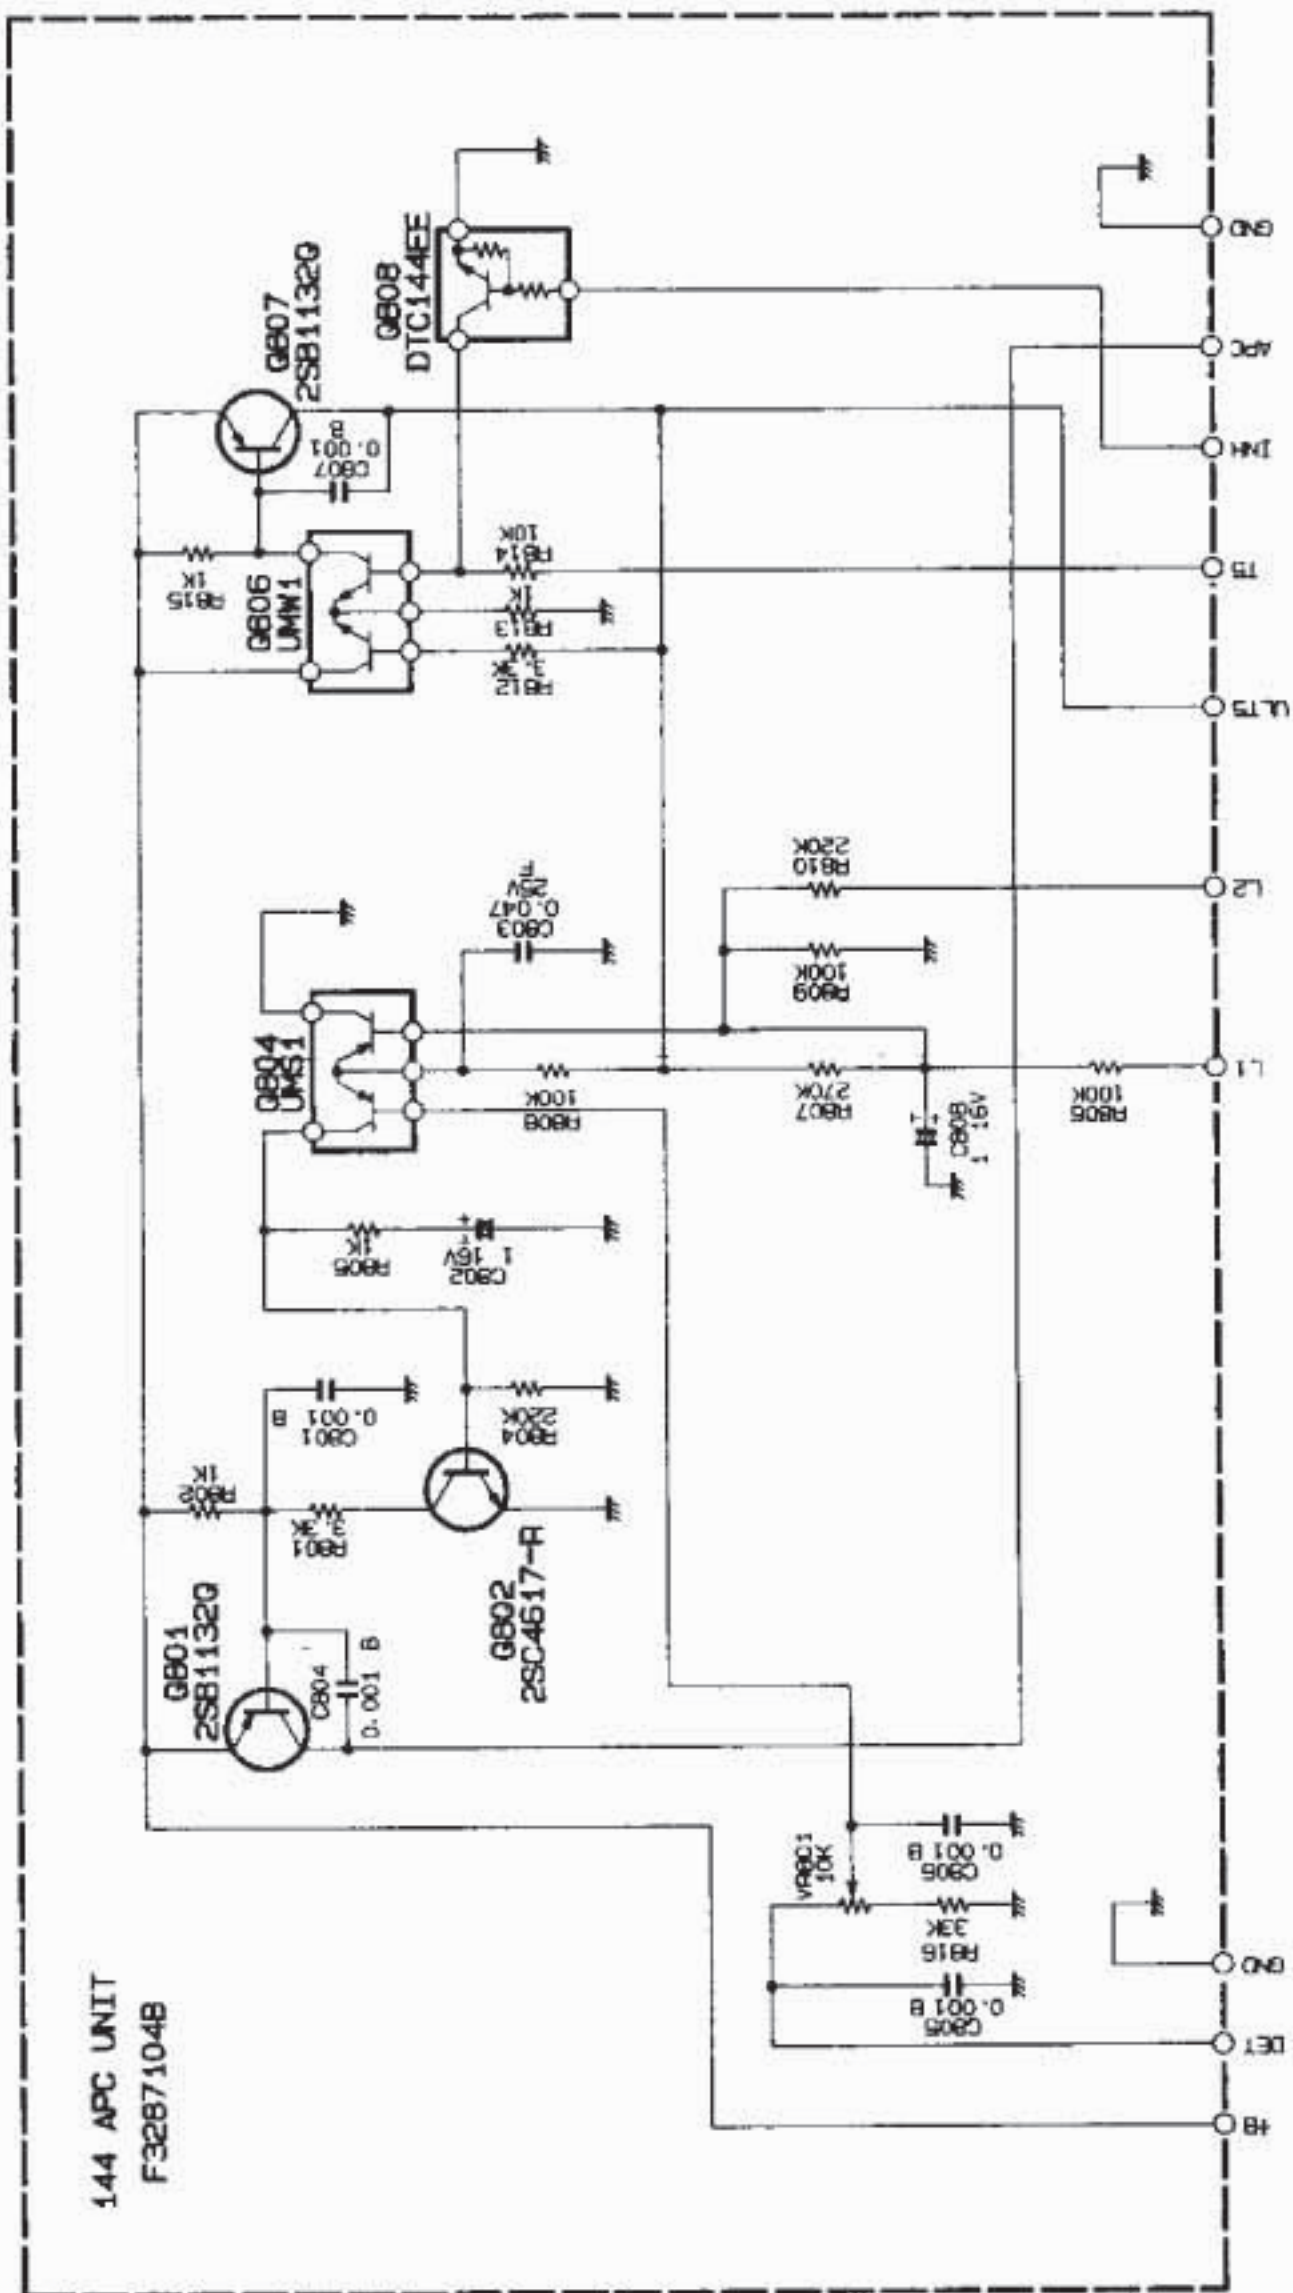 144 APC UNIT
F3287104B
Q801
2SB1132Q
C804
0.001 B
R802
1K
R801
3.3K
C801
0.001 B
Q802
2SC4617-R
R804
220K
R805
1K
C802
1 16V
Q804
UMS1
R808
100K
C803
0.047
25V
F
R807
270K
C808
1 16V
R806
100K
R809
100K
R810
220K
Q806
UMW1
R815
1K
R812
3.3K
R813
1K
R814
10K
Q807
2SB1132Q
C807
0.001
B
Q808
DTC144EE
10K
R816
33K
C806
0.001 B
C805
0.001 B
+B
DET
GND
L1
L2
T5
INH
APC
GND